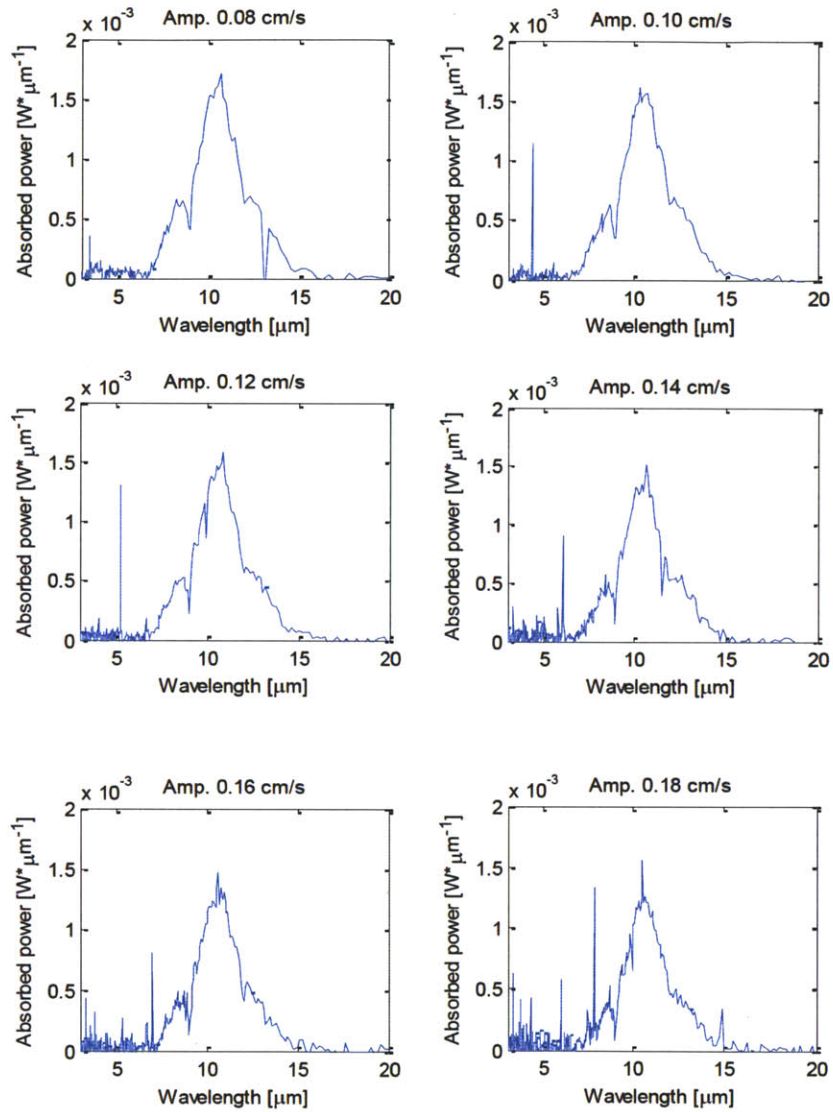 Amp. 0.08 cm/s
x 10-3
2
1.5
1
0.5
0
Absorbed power [W*μm-1]
5 10 15 20
Wavelength [μm]
Amp. 0.10 cm/s
x 10-3
2
1.5
1
0.5
0
Absorbed power [W*μm-1]
5 10 15 20
Wavelength [μm]
Amp. 0.12 cm/s
x 10-3
2
1.5
1
0.5
0
Absorbed power [W*μm-1]
5 10 15 20
Wavelength [μm]
Amp. 0.14 cm/s
x 10-3
2
1.5
1
0.5
0
Absorbed power [W*μm-1]
5 10 15 20
Wavelength [μm]
Amp. 0.16 cm/s
x 10-3
2
1.5
1
0.5
0
Absorbed power [W*μm-1]
5 10 15 20
Wavelength [μm]
Amp. 0.18 cm/s
x 10-3
2
1.5
1
0.5
0
Absorbed power [W*μm-1]
5 10 15 20
Wavelength [μm]